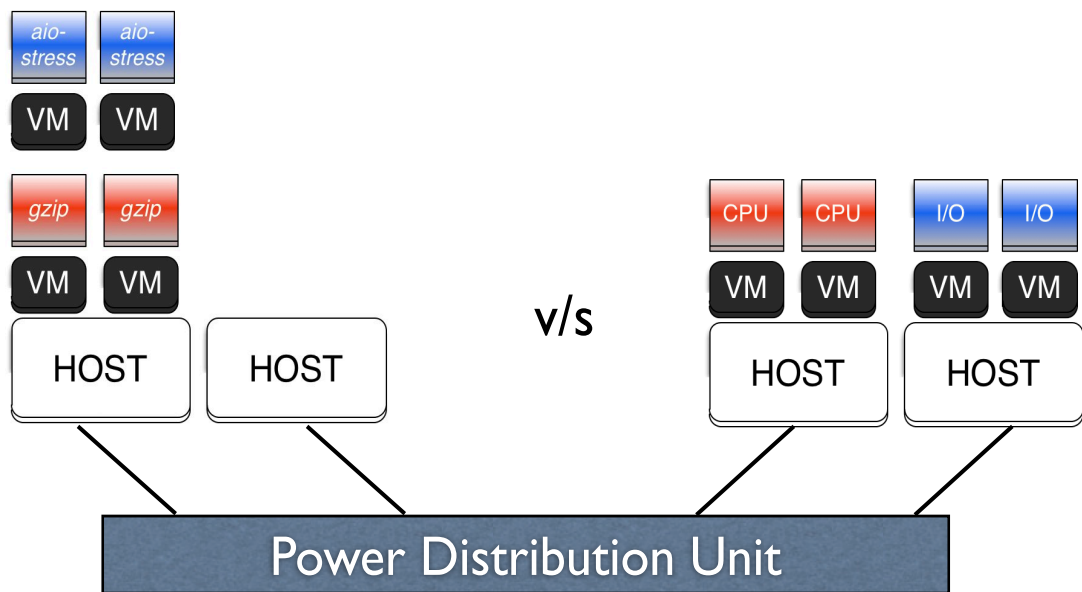 aio-
stress
aio-
stress
VM
VM
gzip
gzip
VM
VM
HOST
HOST
v/s
CPU
CPU
I/O
I/O
VM
VM
VM
VM
HOST
HOST
Power Distribution Unit